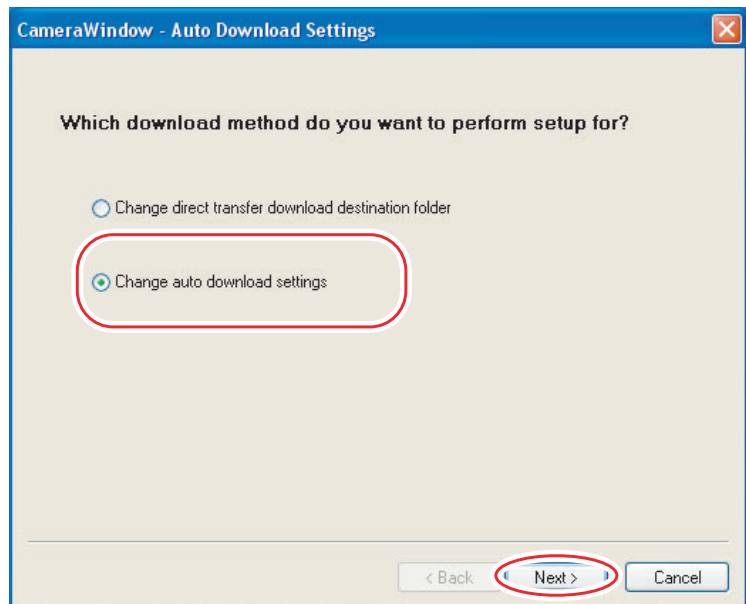 CameraWindow - Auto Download Settings
Which download method do you want to perform setup for?
Change direct transfer download destination folder
Change auto download settings
< Back
Next >
Cancel